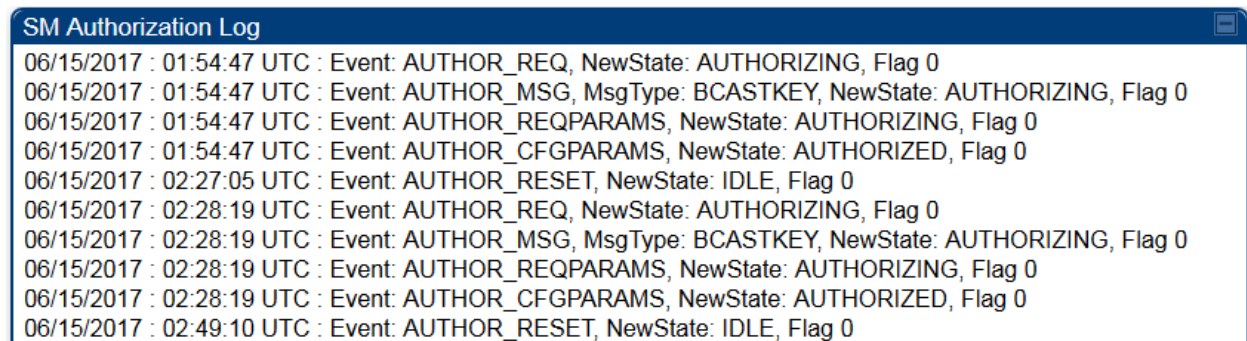 SM Authorization Log
06/15/2017 : 01:54:47 UTC : Event: AUTHOR_REQ, NewState: AUTHORIZING, Flag 0
06/15/2017 : 01:54:47 UTC : Event: AUTHOR_MSG, MsgType: BCASTKEY, NewState: AUTHORIZING, Flag 0
06/15/2017 : 01:54:47 UTC : Event: AUTHOR_REQPARAMS, NewState: AUTHORIZING, Flag 0
06/15/2017 : 01:54:47 UTC : Event: AUTHOR_CFGPARAMS, NewState: AUTHORIZED, Flag 0
06/15/2017 : 02:27:05 UTC : Event: AUTHOR_RESET, NewState: IDLE, Flag 0
06/15/2017 : 02:28:19 UTC : Event: AUTHOR_REQ, NewState: AUTHORIZING, Flag 0
06/15/2017 : 02:28:19 UTC : Event: AUTHOR_MSG, MsgType: BCASTKEY, NewState: AUTHORIZING, Flag 0
06/15/2017 : 02:28:19 UTC : Event: AUTHOR_REQPARAMS, NewState: AUTHORIZING, Flag 0
06/15/2017 : 02:28:19 UTC : Event: AUTHOR_CFGPARAMS, NewState: AUTHORIZED, Flag 0
06/15/2017 : 02:49:10 UTC : Event: AUTHOR_RESET, NewState: IDLE, Flag 0